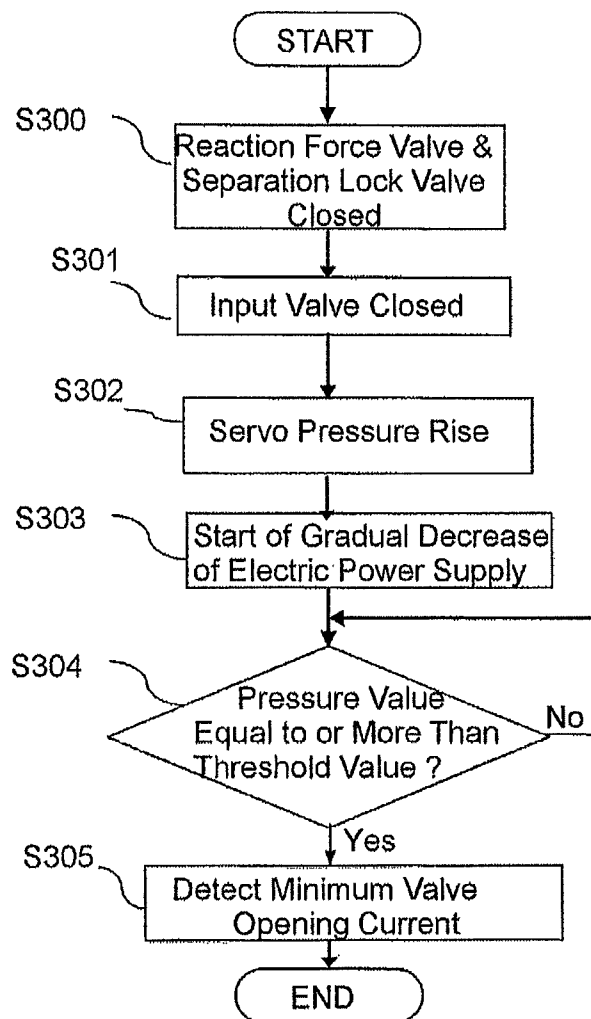 START
S300
Reaction Force Valve &
Separation Lock Valve
Closed
S301
Input Valve Closed
S302
Servo Pressure Rise
S303
Start of Gradual Decrease
of Electric Power Supply
S304
Pressure Value
Equal to or More Than
Threshold Value ?
No
Yes
S305
Detect Minimum Valve
Opening Current
END